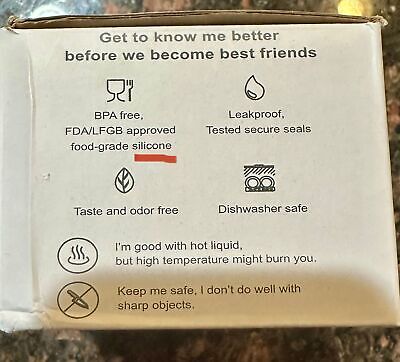 Get to know me better
before we become best friends
BPA free,
FDA/LFGB approved
food-grade silicone
Leakproof,
Tested secure seals
Taste and odor free
Dishwasher safe
I'm good with hot liquid,
but high temperature might burn you.
Keep me safe, I don't do well with
sharp objects.